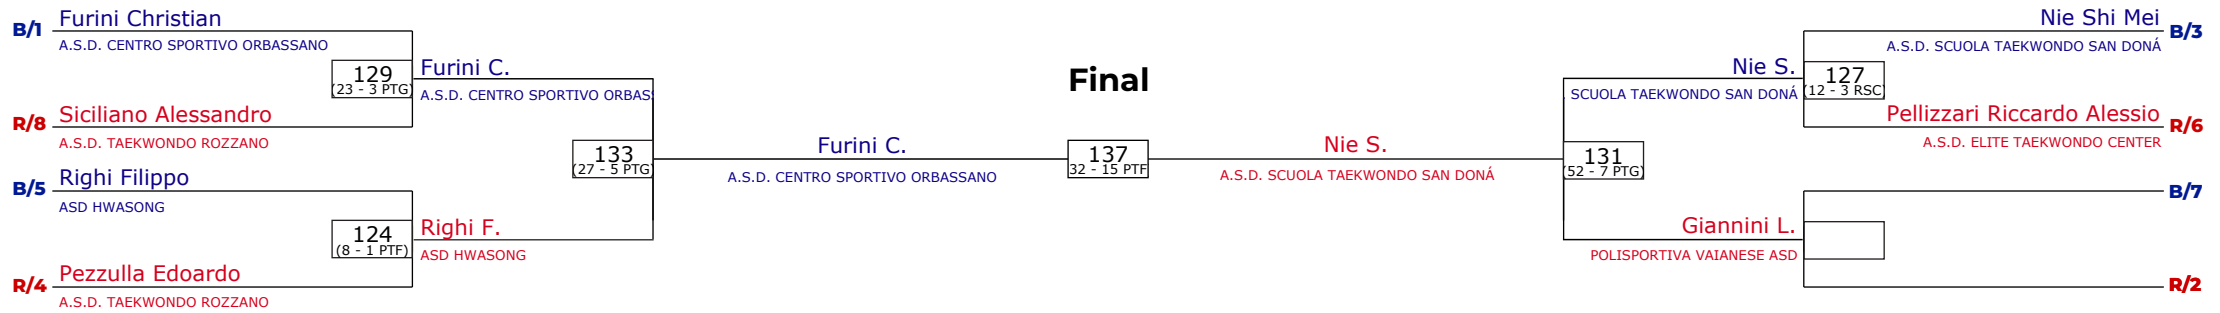 B/1
Furini Christian
A.S.D. CENTRO SPORTIVO ORBASSANO
129
(23 - 3 PTG)
R/8
Siciliano Alessandro
A.S.D. TAEKWONDO ROZZANO
B/5
Righi Filippo
ASD HWASONG
124
(8 - 1 PTF)
R/4
Pezzulla Edoardo
A.S.D. TAEKWONDO ROZZANO
Furini C.
A.S.D. CENTRO SPORTIVO ORBAS
133
(27 - 5 PTG)
Righi F.
ASD HWASONG
Furini C.
A.S.D. CENTRO SPORTIVO ORBASSANO
Final
137
32 - 15 PTF
Nie S.
A.S.D. SCUOLA TAEKWONDO SAN DONÁ
Nie S.
SCUOLA TAEKWONDO SAN DONÁ
131
(52 - 7 PTG)
Giannini L.
POLISPORTIVA VAIANESE ASD
Nie Shi Mei
B/3
A.S.D. SCUOLA TAEKWONDO SAN DONÁ
127
(12 - 3 RSC)
Pellizzari Riccardo Alessio
R/6
A.S.D. ELITE TAEKWONDO CENTER
B/7
R/2